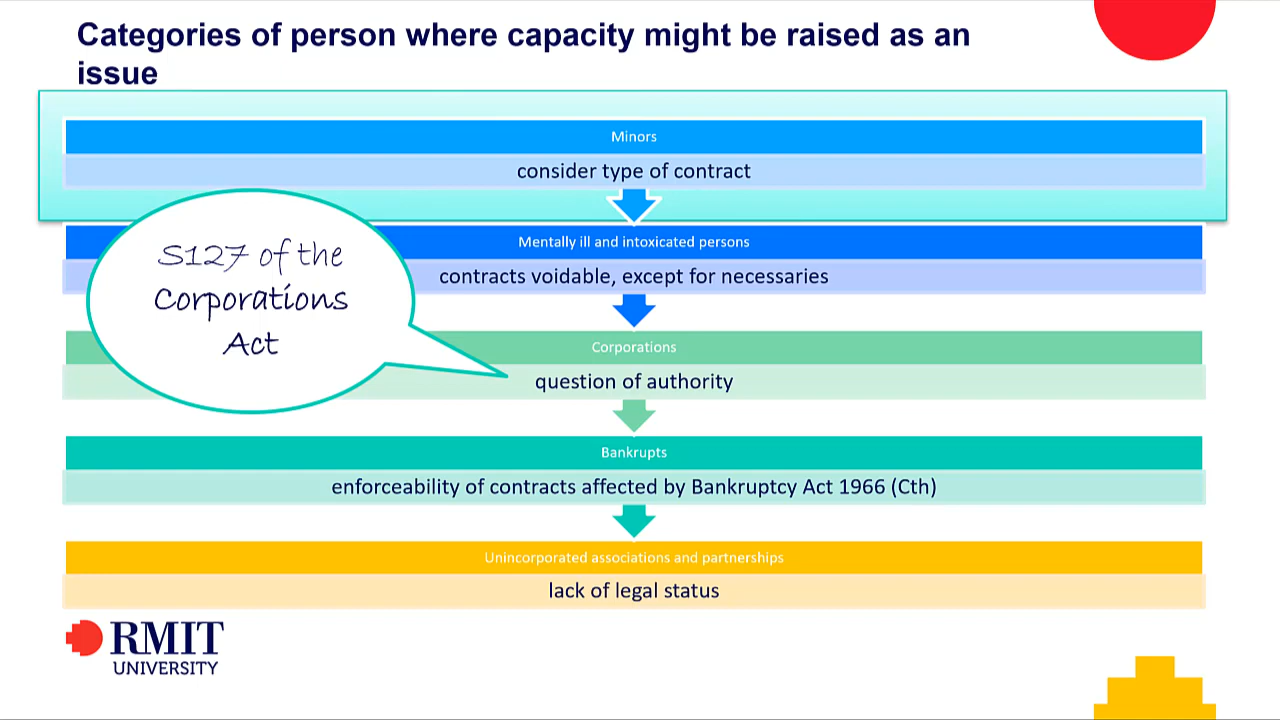 Categories of person where capacity might be raised as an
issue
Minors
consider type of contract
Mentally ill and intoxicated persons
contracts voidable, except for necessaries
S127 of the
Corporations
Act
Corporations
question of authority
Bankrupts
enforceability of contracts affected by Bankruptcy Act 1966 (Cth)
Unincorporated associations and partnerships
lack of legal status
RMIT
UNIVERSITY